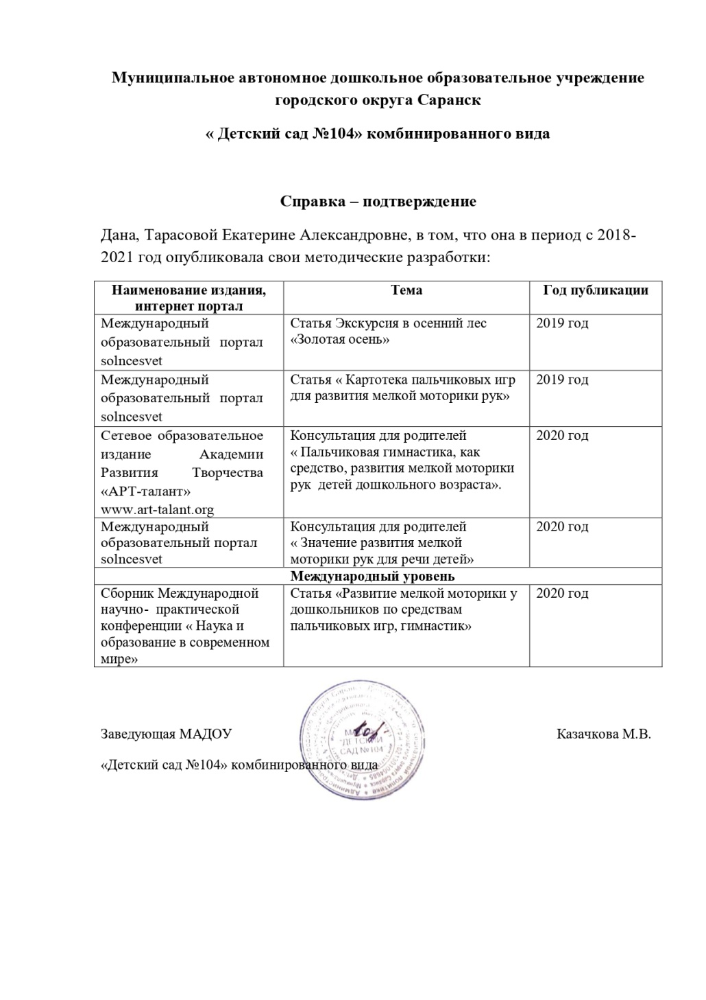 Муниципальное автономное дошкольное образовательное учреждение
городского округа Саранск
« Детский сад №104» комбинированного вида
Справка – подтверждение
Дана, Тарасовой Екатерине Александровне, в том, что она в период с 2018-
2021 год опубликовала свои методические разработки:
Наименование издания,
интернет портал
Тема
Год публикации
Международный
образовательный портал
solncesvet
Статья Экскурсия в осенний лес
«Золотая осень»
2019 год
Международный
образовательный портал
solncesvet
Статья « Картотека пальчиковых игр
для развития мелкой моторики рук»
2019 год
Сетевое образовательное
издание Академии
Развития Творчества
«АРТ-талант»
www.art-talant.org
Консультация для родителей
« Пальчиковая гимнастика, как
средство, развития мелкой моторики
рук детей дошкольного возраста».
2020 год
Международный
образовательный портал
solncesvet
Консультация для родителей
« Значение развития мелкой
моторики рук для речи детей»
2020 год
Международный уровень
Сборник Международной
научно- практической
конференции « Наука и
образование в современном
мире»
Статья «Развитие мелкой моторики у
дошкольников по средствам
пальчиковых игр, гимнастик»
2020 год
Заведующая МАДОУ
Казачкова М.В.
«Детский сад №104» комбинированного вида
"ДЕТСКИЙ
САД №104"